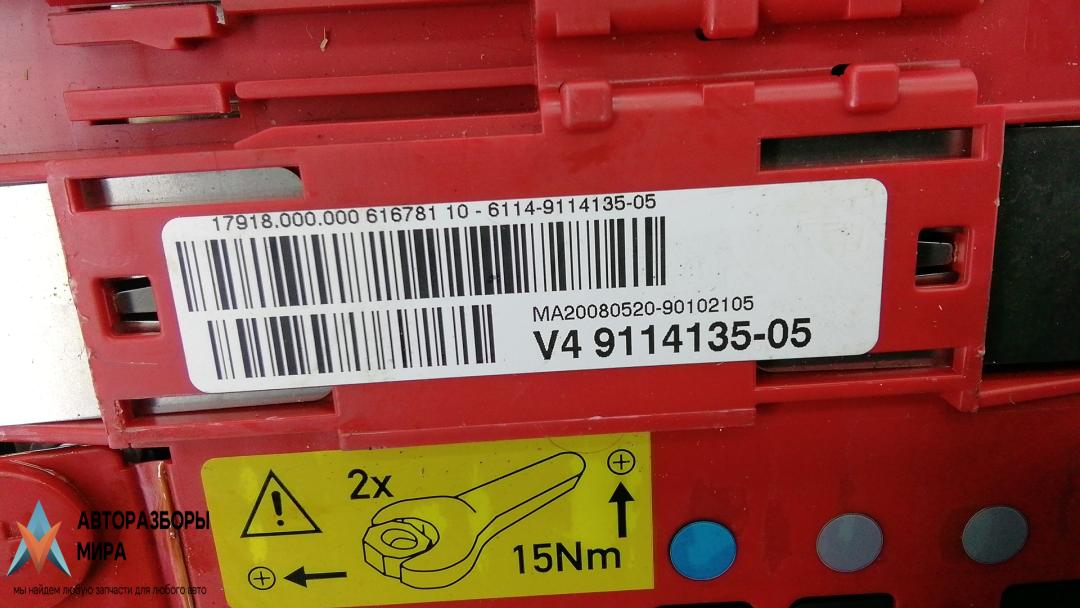 17918.000.000 616781 10 - 6114-9114135-05
MA20080520-90102105
V4 9114135-05
2x
15Nm
АВТОРАЗБОРЫ
МИРА
мы найдем любую запчасти для любого авто